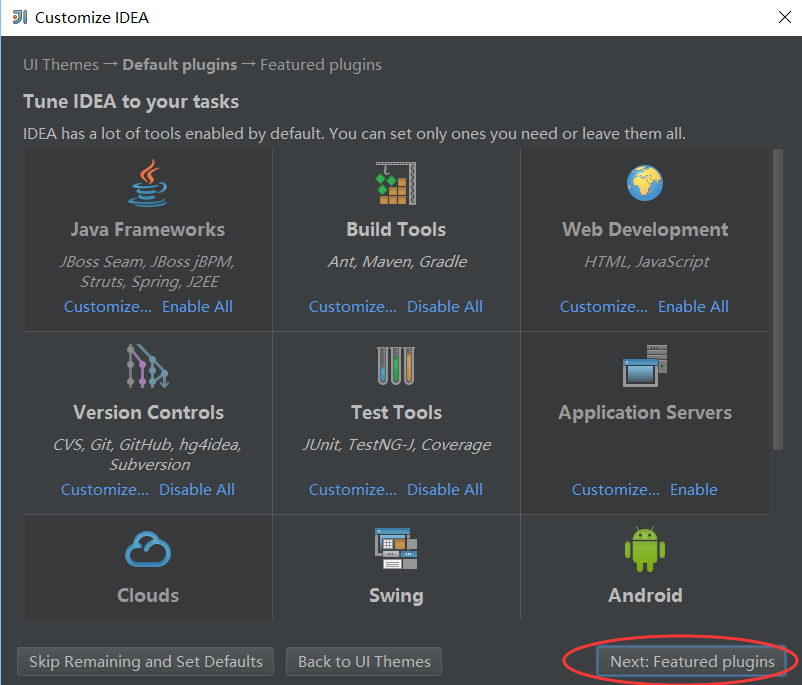 Customize IDEA
UI Themes → Default plugins → Featured plugins
Tune IDEA to your tasks
IDEA has a lot of tools enabled by default. You can set only ones you need or leave them all.
Java Frameworks
JBoss Seam, JBoss jBPM,
Struts, Spring, J2EE
Customize... Enable All
Build Tools
Ant, Maven, Gradle
Customize... Disable All
Web Development
HTML, JavaScript
Customize... Enable All
Version Controls
CVS, Git, GitHub, hg4idea,
Subversion
Customize... Disable All
Test Tools
JUnit, TestNG-J, Coverage
Customize... Disable All
Application Servers
Customize... Enable
Clouds
Swing
Android
Skip Remaining and Set Defaults
Back to UI Themes
Next: Featured plugins